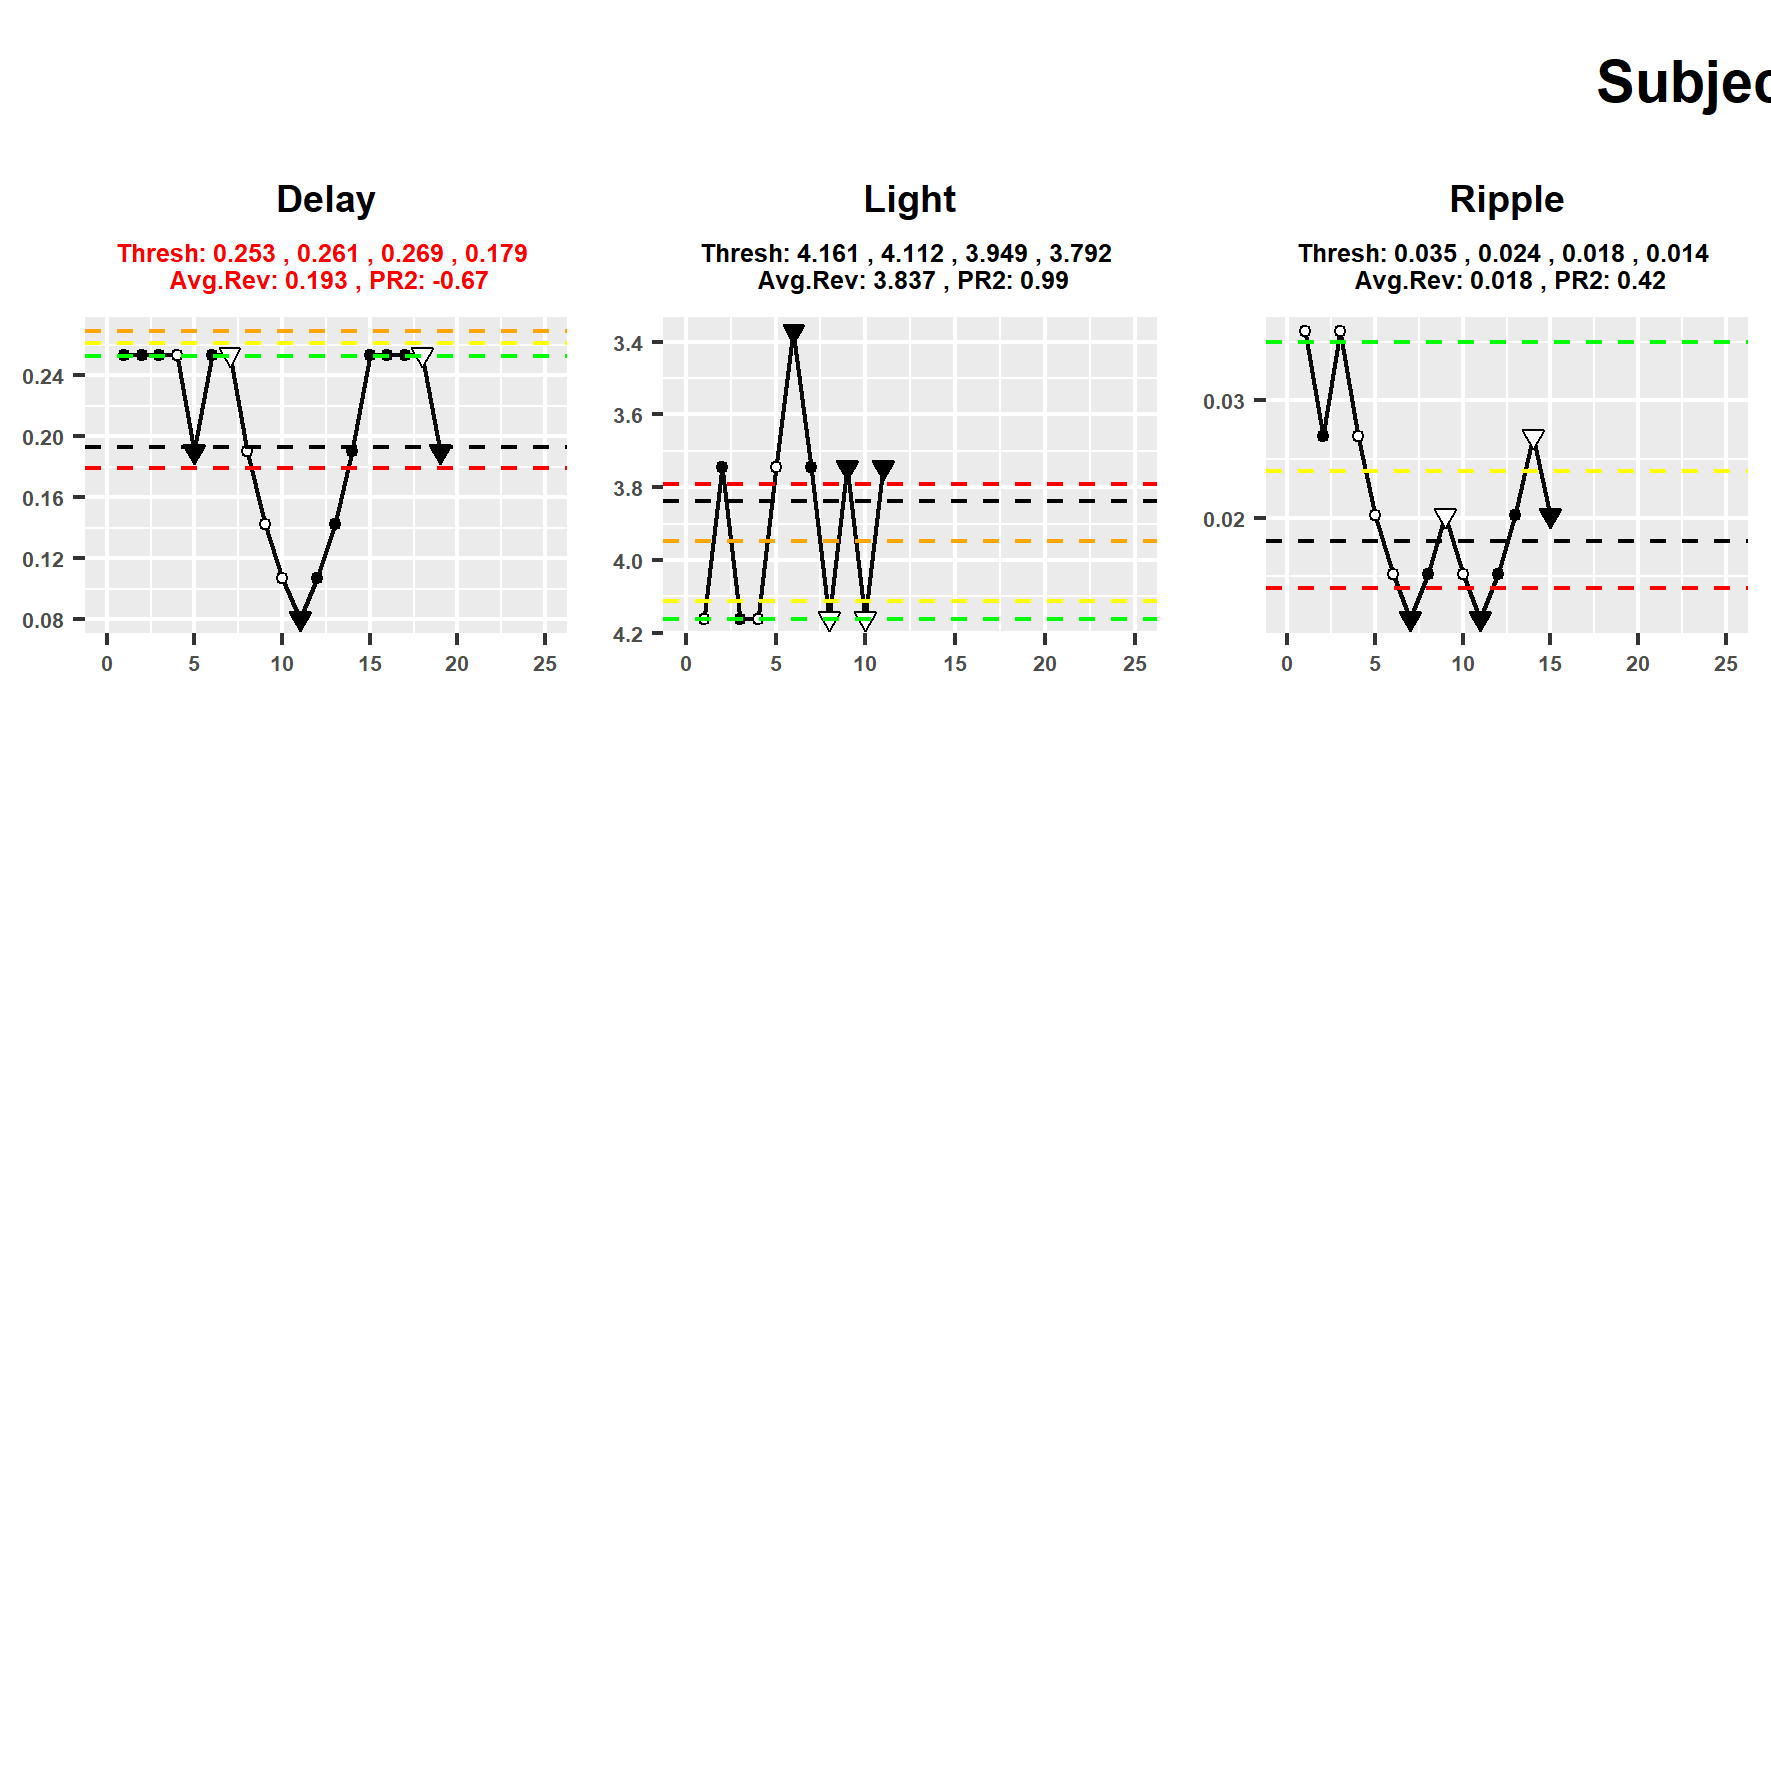 Subjec
Delay
Thresh: 0.253 , 0.261 , 0.269 , 0.179
Avg.Rev: 0.193 , PR2: -0.67
0.24
0.20
0.16
0.12
0.08
0 5 10 15 20 25
Light
Thresh: 4.161 , 4.112 , 3.949 , 3.792
Avg.Rev: 3.837 , PR2: 0.99
3.4
3.6
3.8
4.0
4.2
0 5 10 15 20 25
Ripple
Thresh: 0.035 , 0.024 , 0.018 , 0.014
Avg.Rev: 0.018 , PR2: 0.42
0.03
0.02
0 5 10 15 20 25